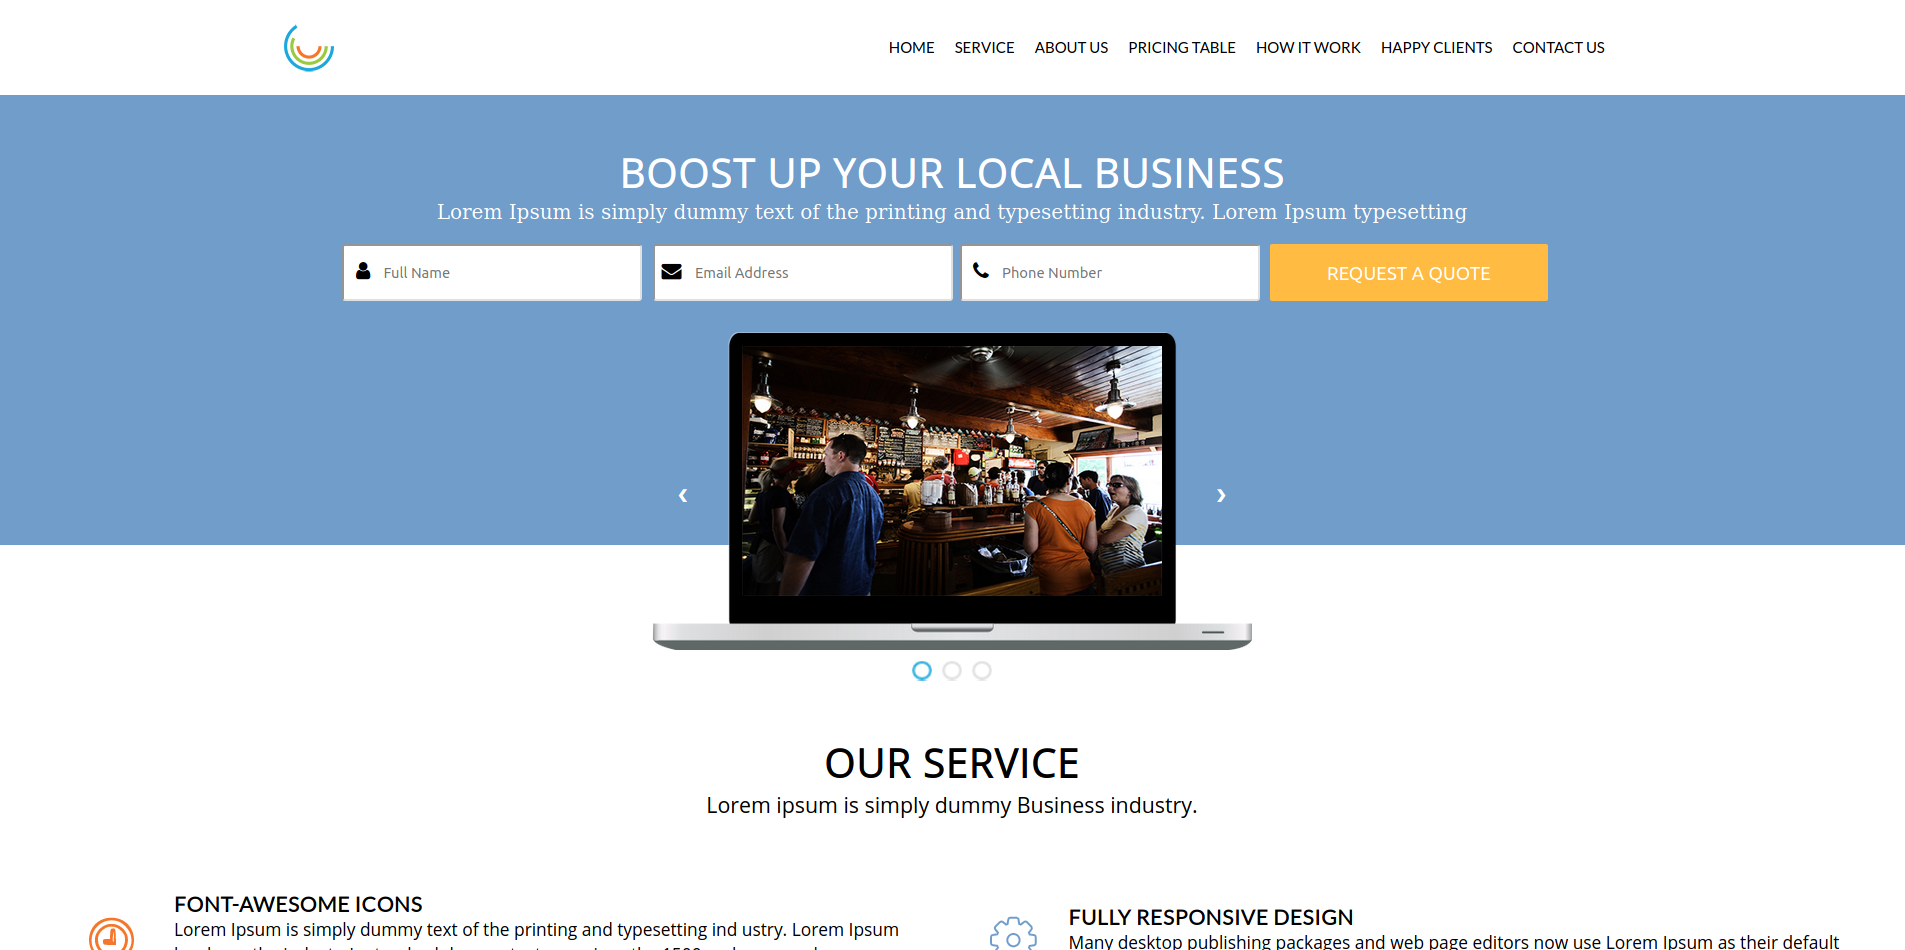 HOME SERVICE ABOUT US PRICING TABLE HOW IT WORK HAPPY CLIENTS CONTACT US
BOOST UP YOUR LOCAL BUSINESS
Lorem Ipsum is simply dummy text of the printing and typesetting industry. Lorem Ipsum typesetting
Full Name
Email Address
Phone Number
REQUEST A QUOTE
OUR SERVICE
Lorem ipsum is simply dummy Business industry.
FONT-AWESOME ICONS
Lorem Ipsum is simply dummy text of the printing and typesetting ind ustry. Lorem Ipsum
FULLY RESPONSIVE DESIGN
Many desktop publishing packages and web page editors now use Lorem Ipsum as their default